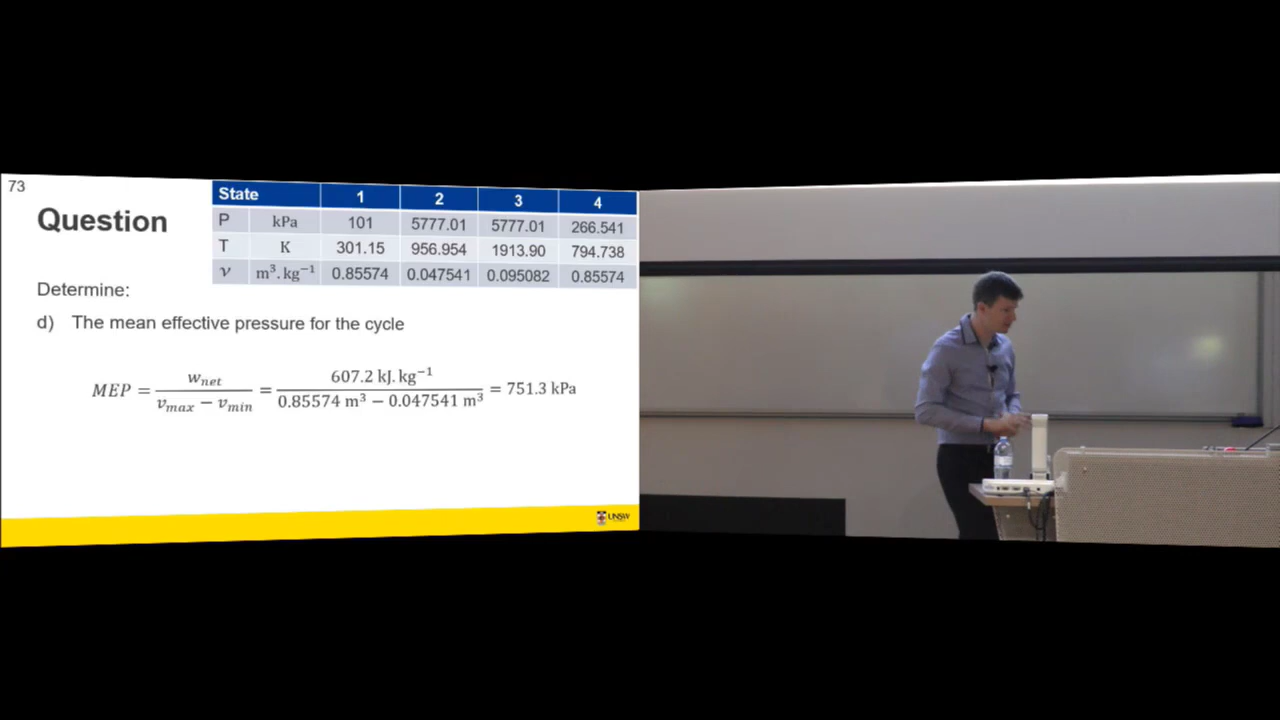 73
Question
State 1 2 3 4
P kPa 101 5777.01 5777.01 266.541
T K 301.15 956.954 1913.90 794.738
ν m³.kg⁻¹ 0.85574 0.047541 0.095082 0.85574
Determine:
d) The mean effective pressure for the cycle
MEP = w_net / (v_max − v_min) = 607.2 kJ.kg⁻¹ / (0.85574 m³ − 0.047541 m³) = 751.3 kPa
UNSW